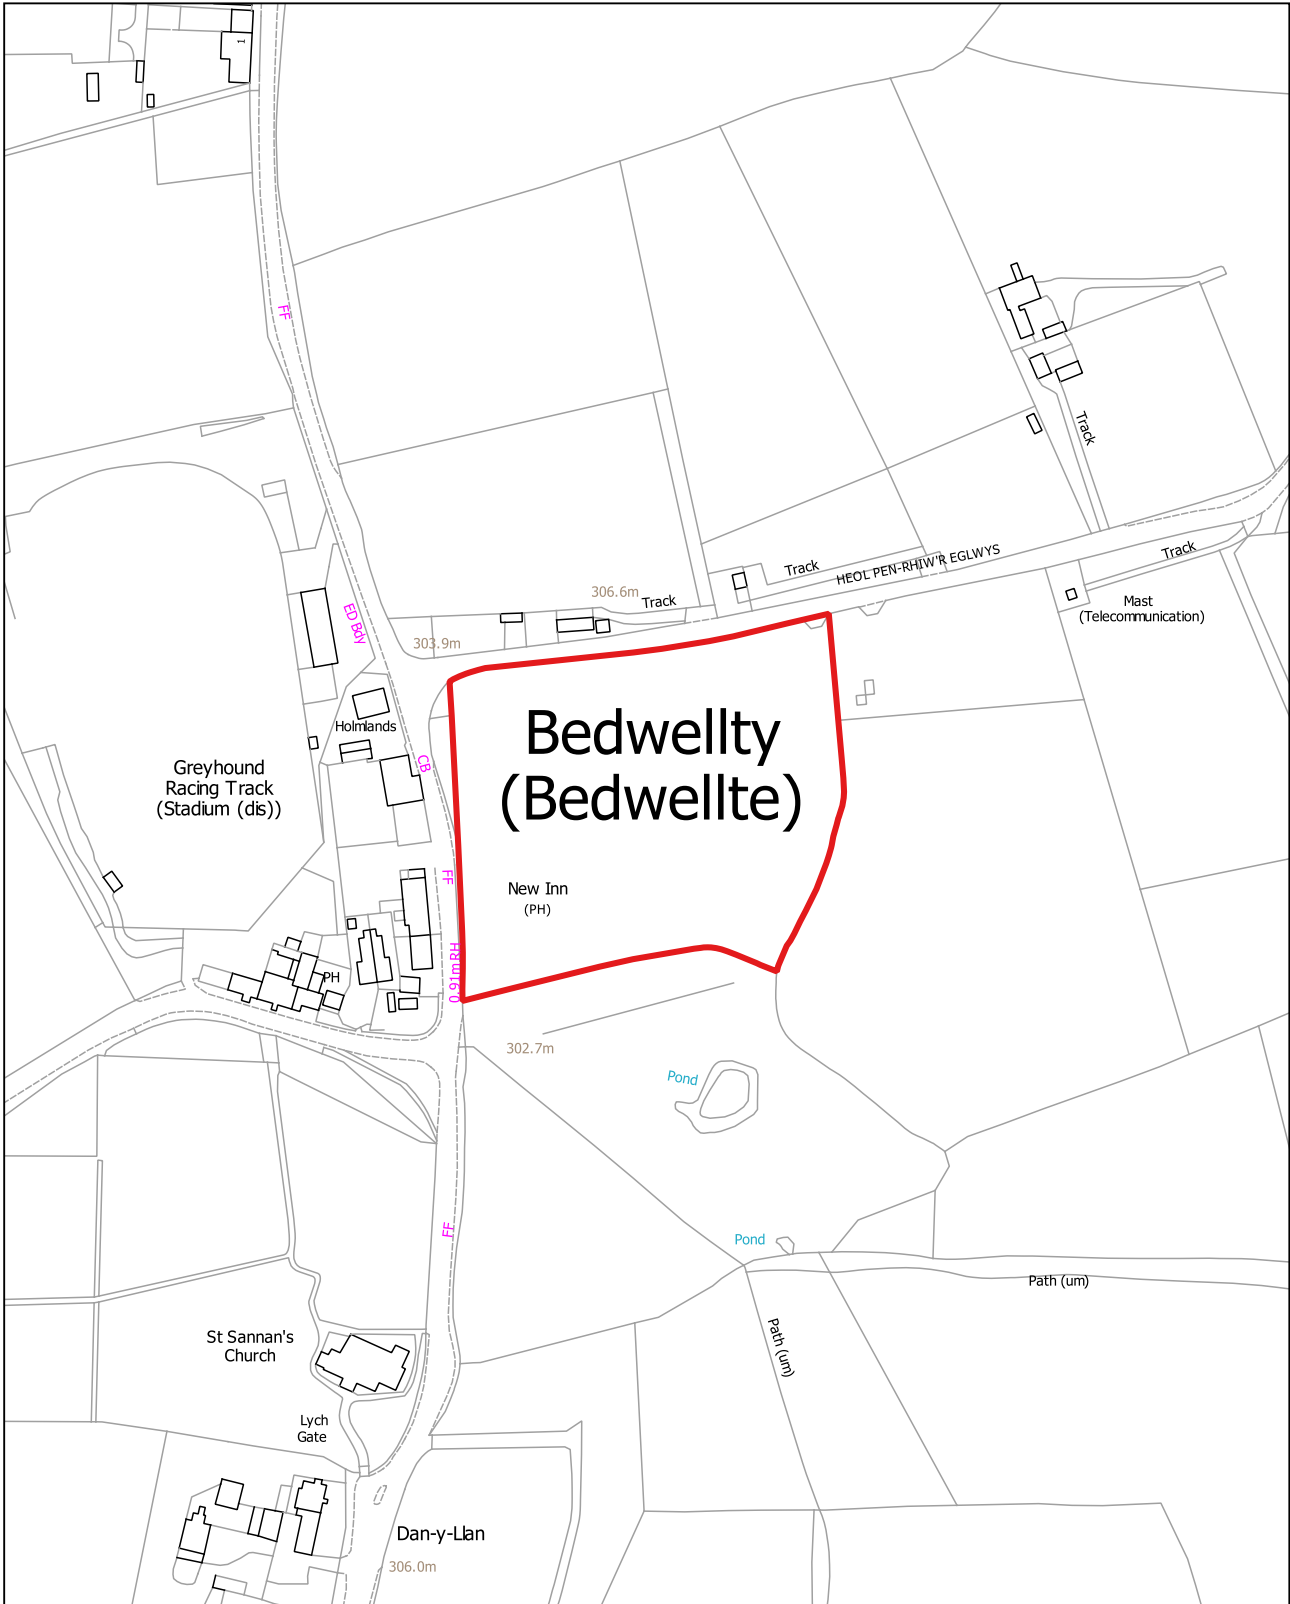 1
FF
Track
HEOL PEN-RHIW'R EGLWYS
Track
Track
306.6m
Track
Mast
(Telecommunication)
ED Bdy
303.9m
Holmlands
CB
Bedwellty
(Bedwellte)
Greyhound
Racing Track
(Stadium (dis))
FF
New Inn
(PH)
0.91m RH
PH
302.7m
Pond
FF
Pond
Path (um)
Path (um)
St Sannan's
Church
Lych
Gate
Dan-y-Llan
306.0m